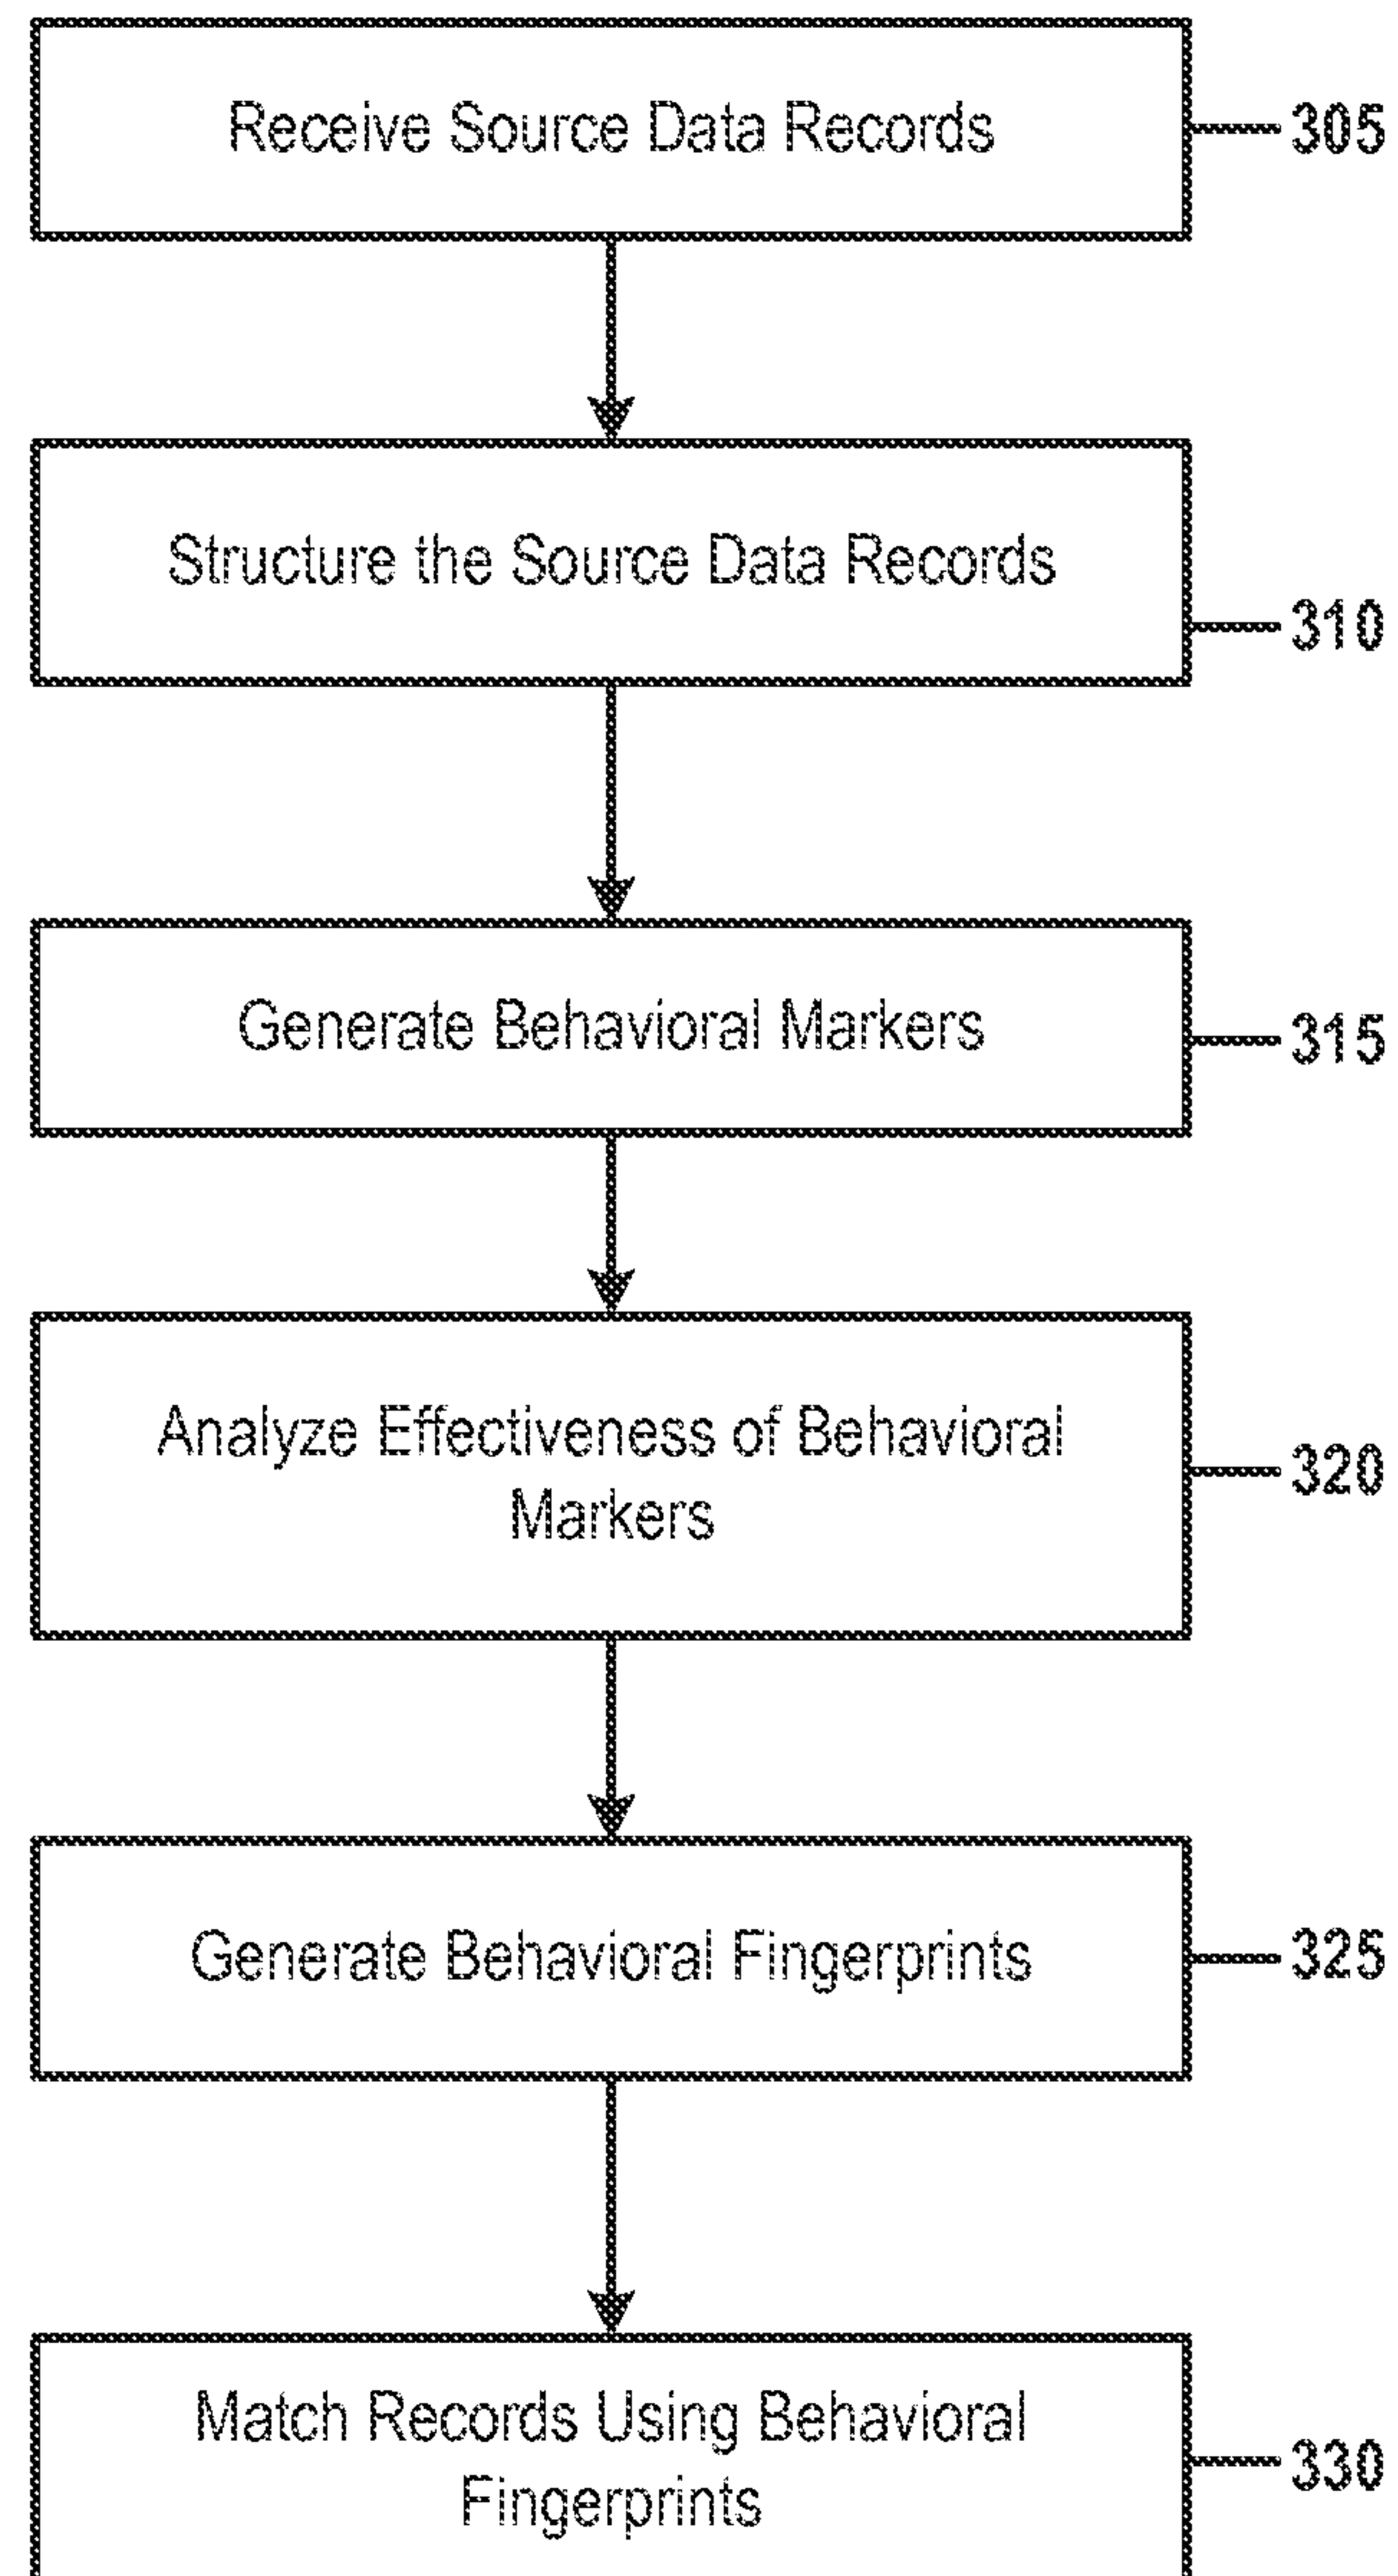 Receive Source Data Records
305
Structure the Source Data Records
310
Generate Behavioral Markers
315
Analyze Effectiveness of Behavioral
Markers
320
Generate Behavioral Fingerprints
325
Match Records Using Behavioral
Fingerprints
330